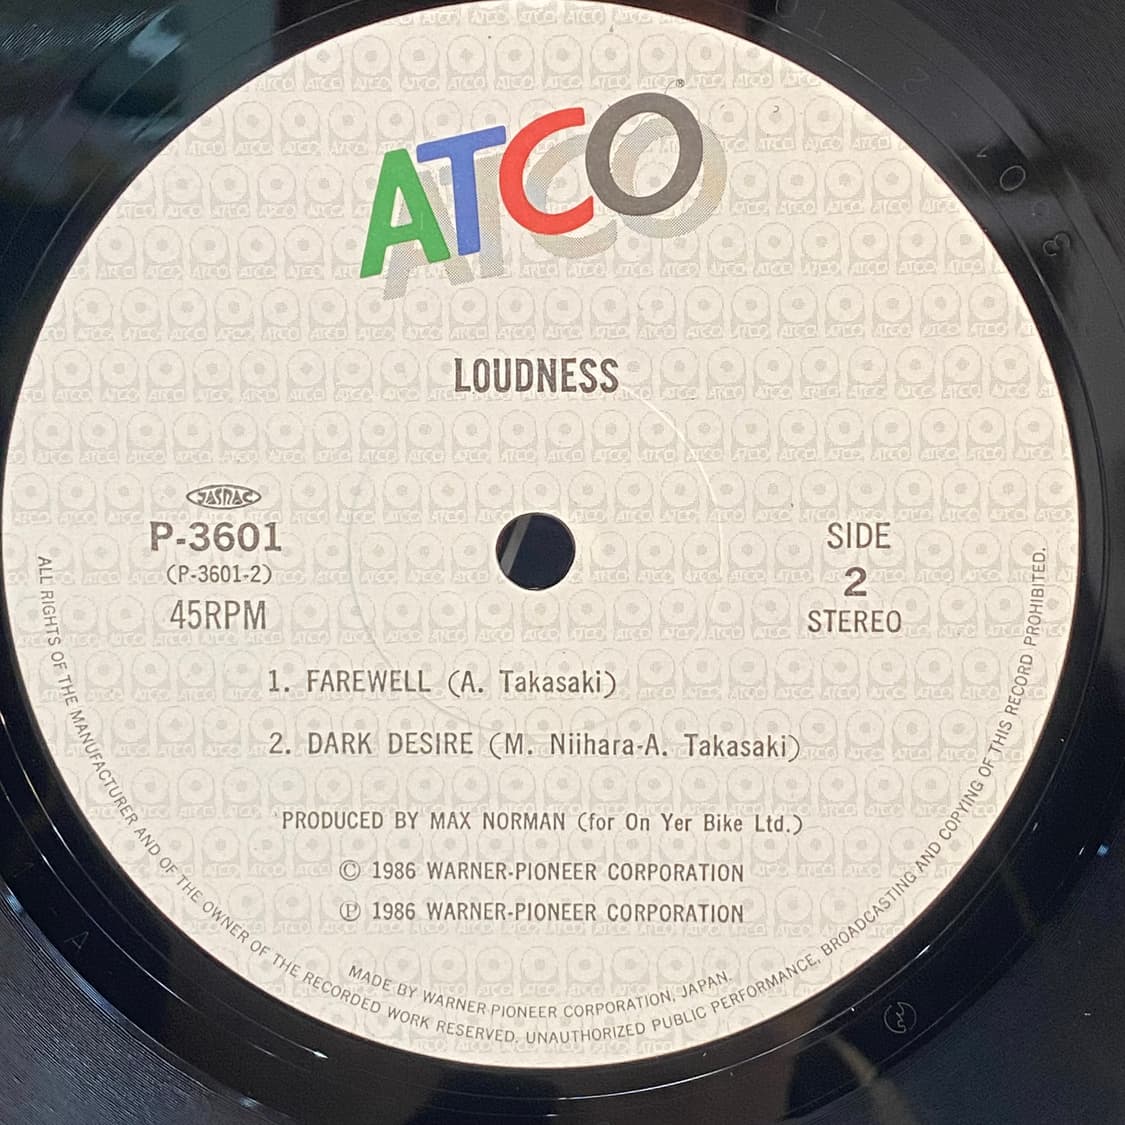 ATCO®
LOUDNESS
JASRAC
P-3601
(P-3601-2)
45RPM
SIDE
2
STEREO
1. FAREWELL (A. Takasaki)
2. DARK DESIRE (M. Niihara-A. Takasaki)
PRODUCED BY MAX NORMAN (for On Yer Bike Ltd.)
© 1986 WARNER-PIONEER CORPORATION
℗ 1986 WARNER-PIONEER CORPORATION
MADE BY WARNER-PIONEER CORPORATION, JAPAN.
ALL RIGHTS OF THE MANUFACTURER AND OF THE OWNER OF THE RECORDED WORK RESERVED. UNAUTHORIZED PUBLIC PERFORMANCE, BROADCASTING AND COPYING OF THIS RECORD PROHIBITED.